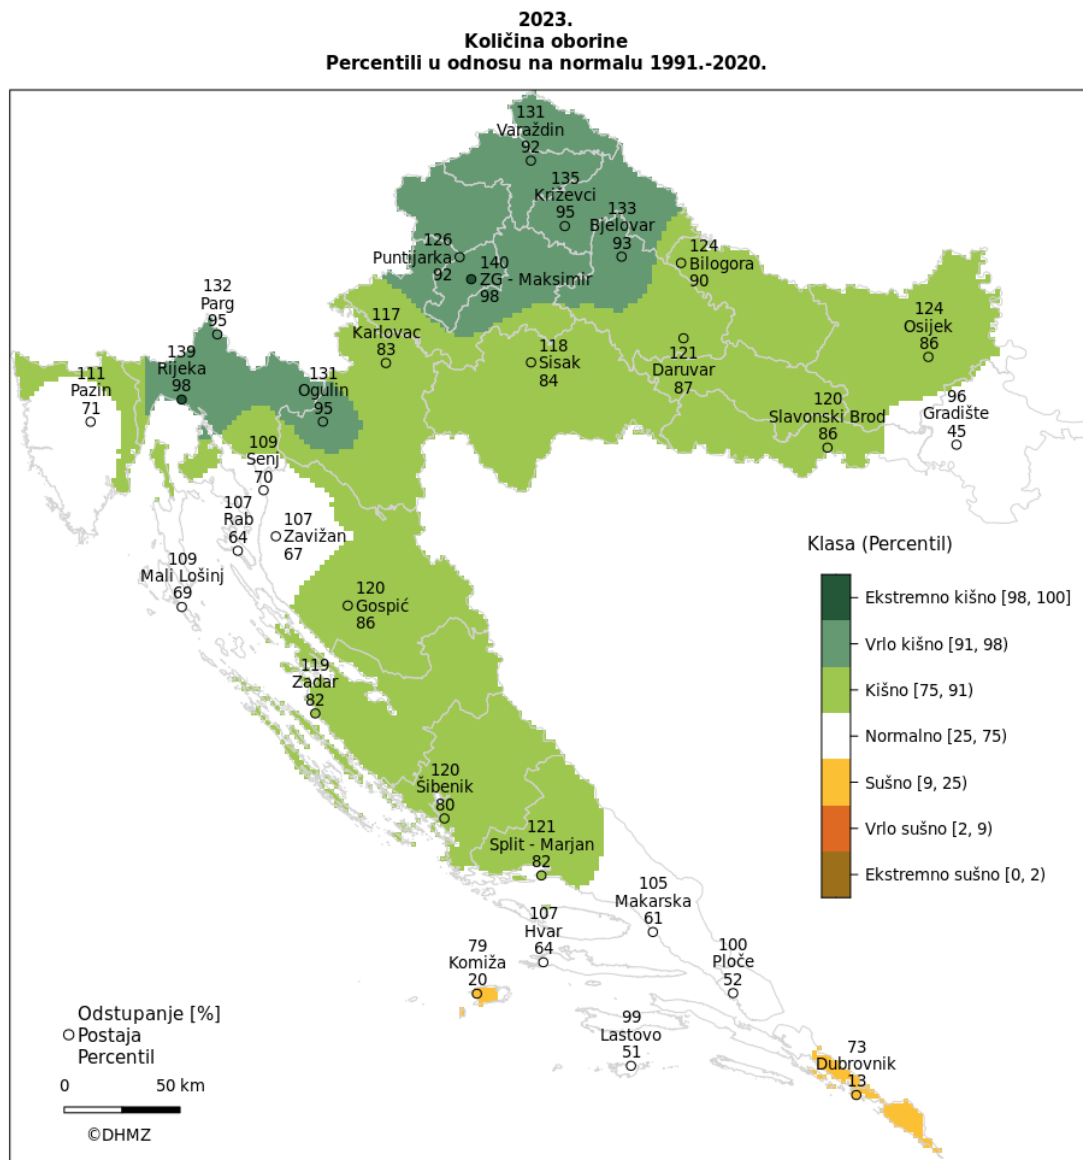 2023.
Količina oborine
Percentili u odnosu na normalu 1991.-2020.
131
Varaždin
92
135
Križevci
95
133
Bjelovar
93
126
Puntijarka
92
140
ZG - Maksimir
98
124
Bilogora
90
132
Parg
95
117
Karlovac
83
118
Sisak
84
121
Daruvar
87
124
Osijek
86
139
Rijeka
98
111
Pazin
71
131
Ogulin
95
120
Slavonski Brod
86
96
Gradište
45
109
Senj
70
107
Rab
64
107
Zavižan
67
109
Mali Lošinj
69
120
Gospić
86
119
Zadar
82
120
Šibenik
80
121
Split - Marjan
82
105
Makarska
61
107
Hvar
64
79
Komiža
20
100
Ploče
52
99
Lastovo
51
73
Dubrovnik
13
Klasa (Percentil)
Ekstremno kišno [98, 100]
Vrlo kišno [91, 98)
Kišno [75, 91)
Normalno [25, 75)
Sušno [9, 25)
Vrlo sušno [2, 9)
Ekstremno sušno [0, 2)
Odstupanje [%]
Postaja
Percentil
0 50 km
©DHMZ